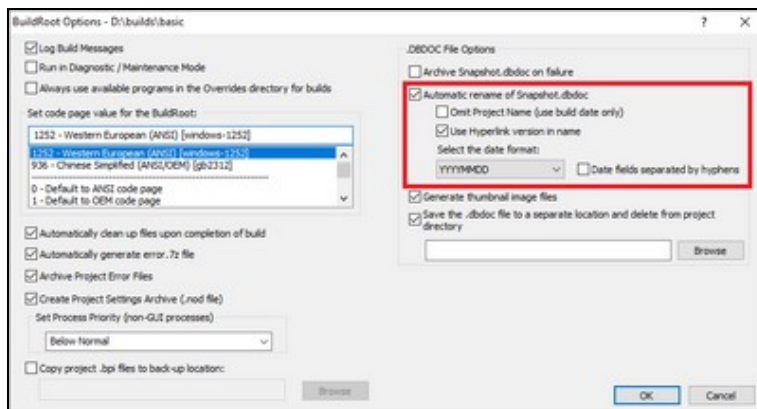 BuildRoot Options - D:\builds\basic
Log Build Messages
Run in Diagnostic / Maintenance Mode
Always use available programs in the Overrides directory for builds
Set code page value for the BuildRoot:
1252 - Western European (ANSI) [windows-1252]
1252 - Western European (ANSI) [windows-1252]
936 - Chinese Simplified (ANSI/OEM) [gb2312]
0 - Default to ANSI code page
1 - Default to OEM code page
Automatically clean up files upon completion of build
Automatically generate error.7z file
Archive Project Error Files
Create Project Settings Archive (.nod file)
Set Process Priority (non-GUI processes)
Below Normal
Copy project .bpi files to back-up location:
Browse
.DBDOC File Options
Archive Snapshot.dbdoc on failure
Automatic rename of Snapshot.dbdoc
Omit Project Name (use build date only)
Use Hyperlink version in name
Select the date format:
YYYYMMDD
Date fields separated by hyphens
Generate thumbnail image files
Save the .dbdoc file to a separate location and delete from project
directory
Browse
OK
Cancel